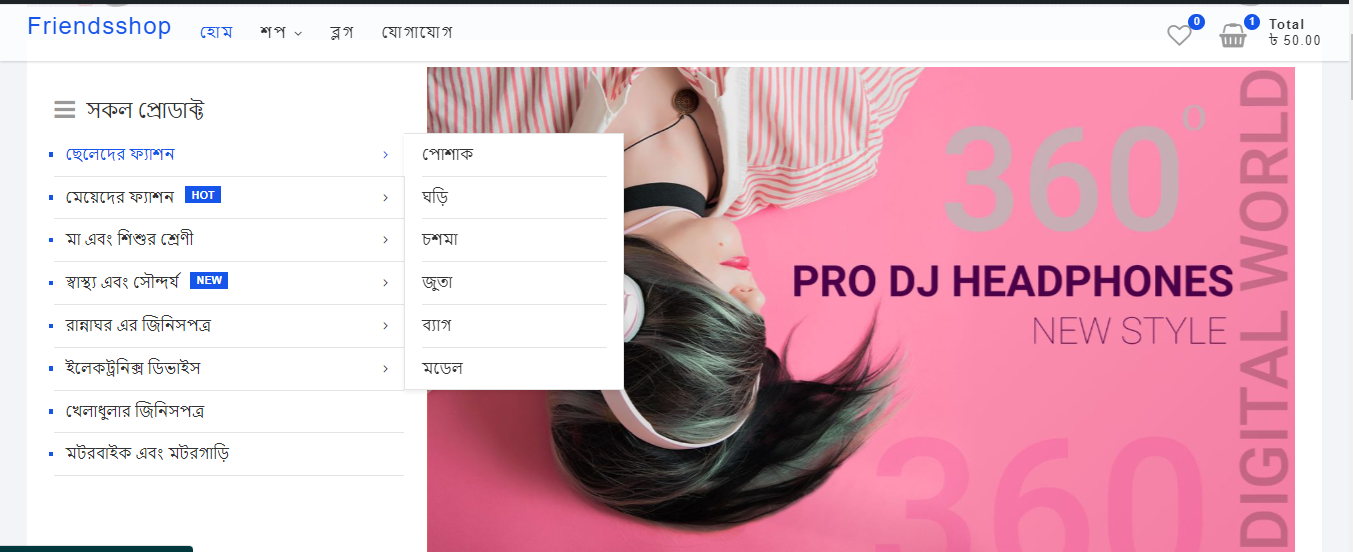 Friendsshop
হোম
শপ
ব্লগ
যোগাযোগ
0
1
Total
৳ 50.00
সকল প্রোডাক্ট
ছেলেদের ফ্যাশন
মেয়েদের ফ্যাশন HOT
মা এবং শিশুর শ্রেণী
স্বাস্থ্য এবং সৌন্দর্য NEW
রান্নাঘর এর জিনিসপত্র
ইলেকট্রনিক্স ডিভাইস
খেলাধুলার জিনিসপত্র
মটরবাইক এবং মটরগাড়ি
পোশাক
ঘড়ি
চশমা
জুতা
ব্যাগ
মডেল
360°
PRO DJ HEADPHONES
NEW STYLE
360
DIGITAL WORLD